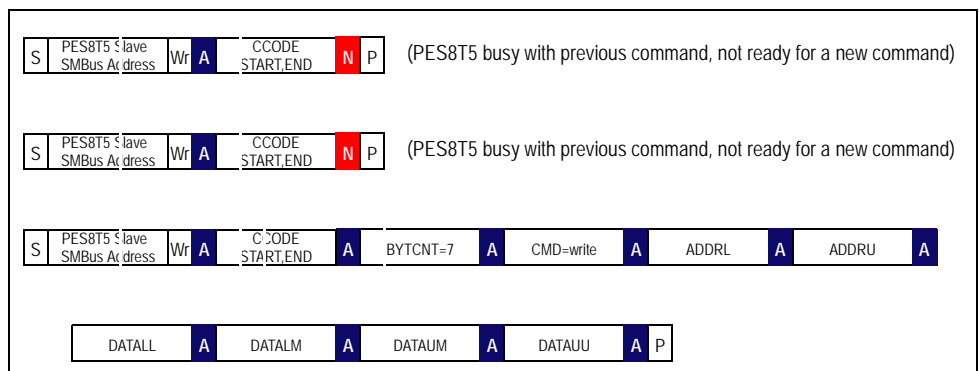 S PES8T5 Slave SMBus Address Wr A CCODE START,END N P (PES8T5 busy with previous command, not ready for a new command)
S PES8T5 Slave SMBus Address Wr A CCODE START,END N P (PES8T5 busy with previous command, not ready for a new command)
S PES8T5 Slave SMBus Address Wr A CCODE START,END A BYTCNT=7 A CMD=write A ADDRL A ADDRU A
DATALL A DATALM A DATAUM A DATAUU A P